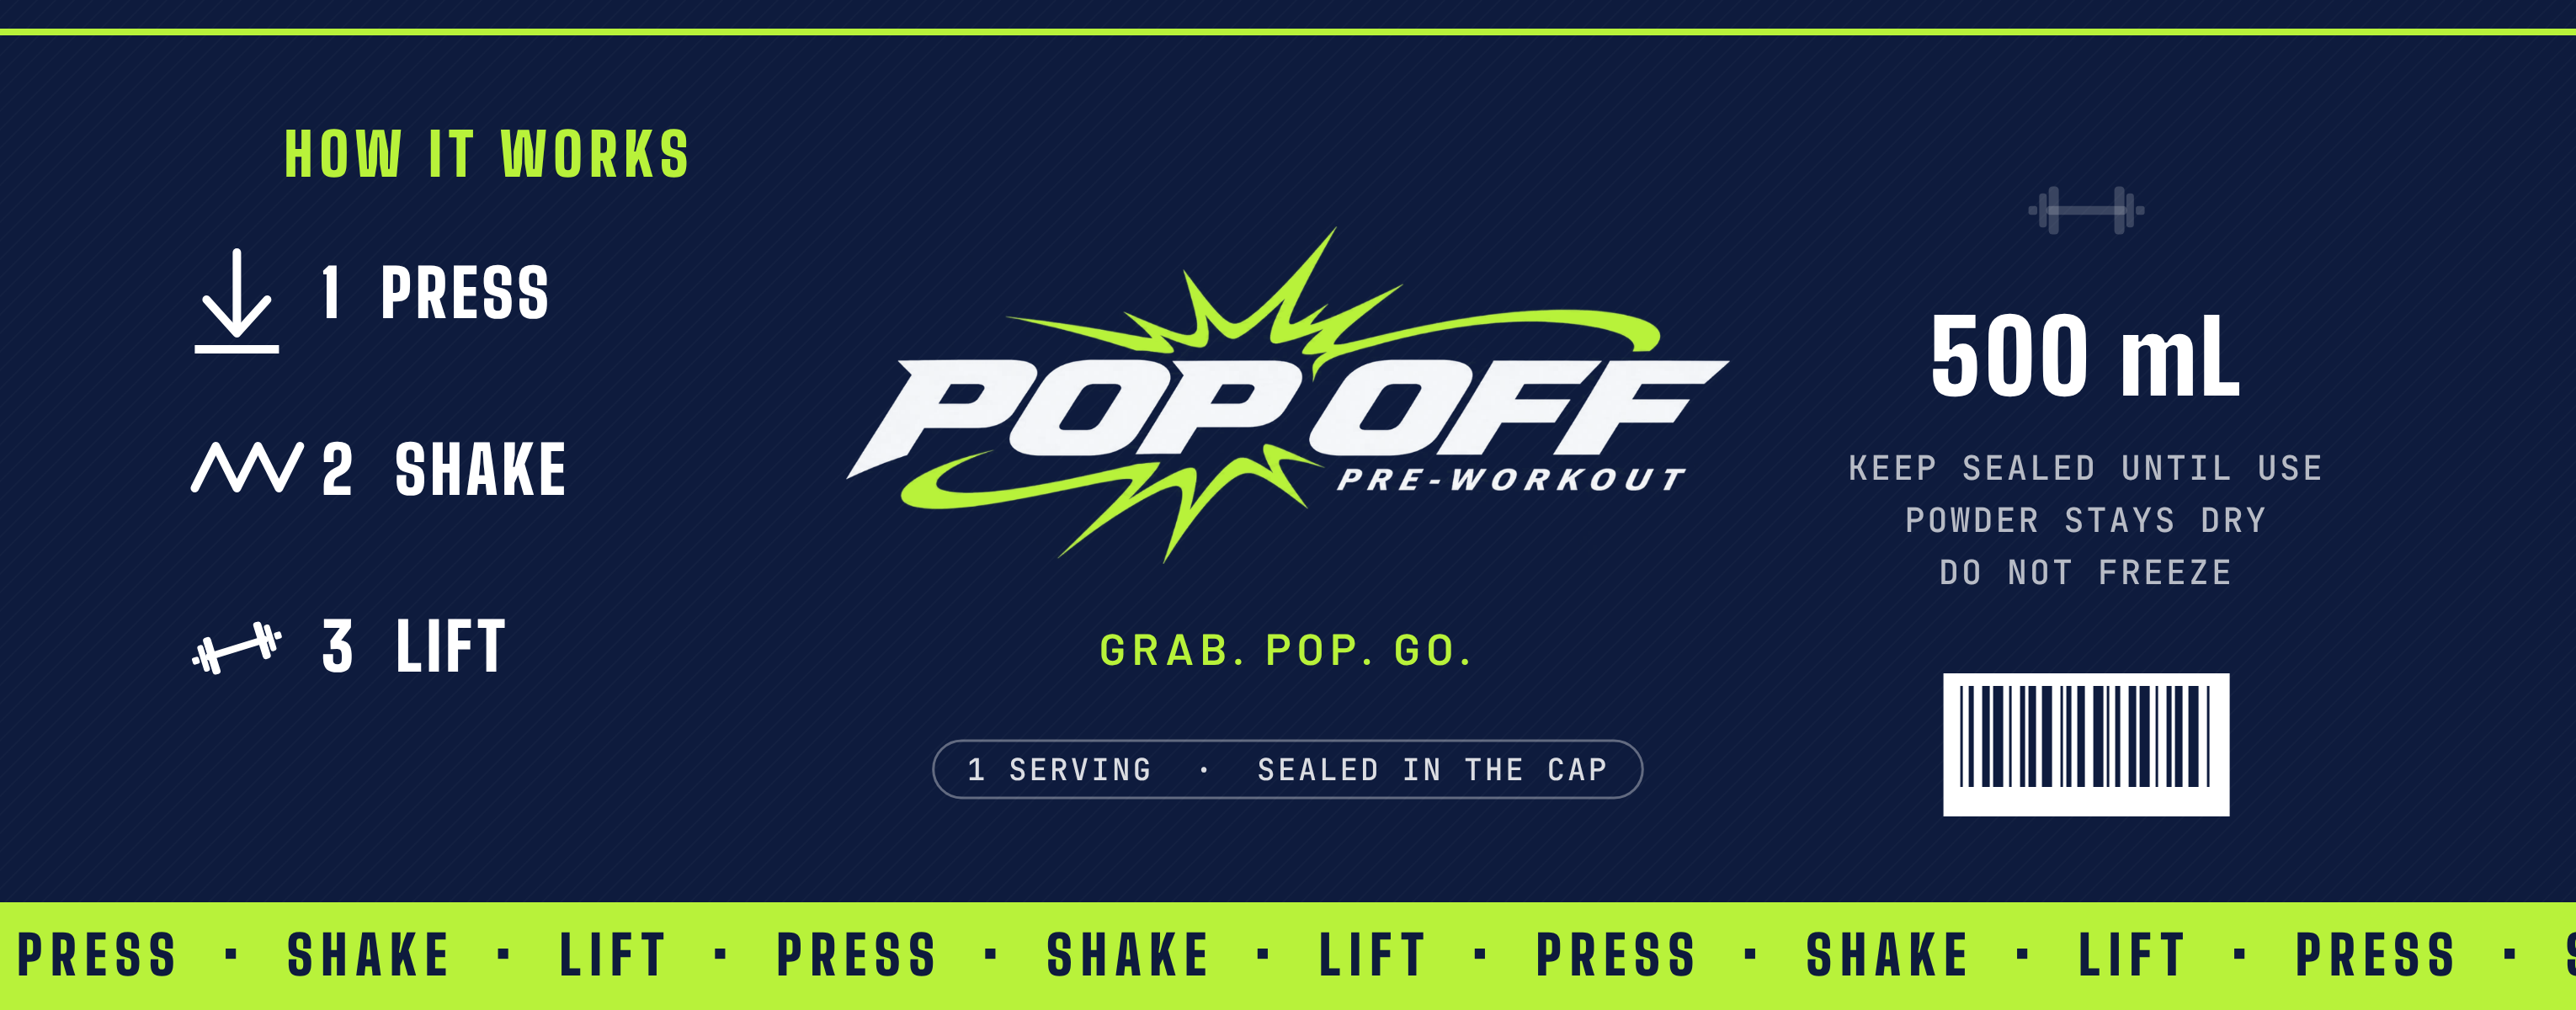 HOW IT WORKS
1 PRESS
2 SHAKE
3 LIFT
POP OFF
PRE-WORKOUT
GRAB. POP. GO.
1 SERVING · SEALED IN THE CAP
500 mL
KEEP SEALED UNTIL USE
POWDER STAYS DRY
DO NOT FREEZE
PRESS · SHAKE · LIFT · PRESS · SHAKE · LIFT · PRESS · SHAKE · LIFT · PRESS ·